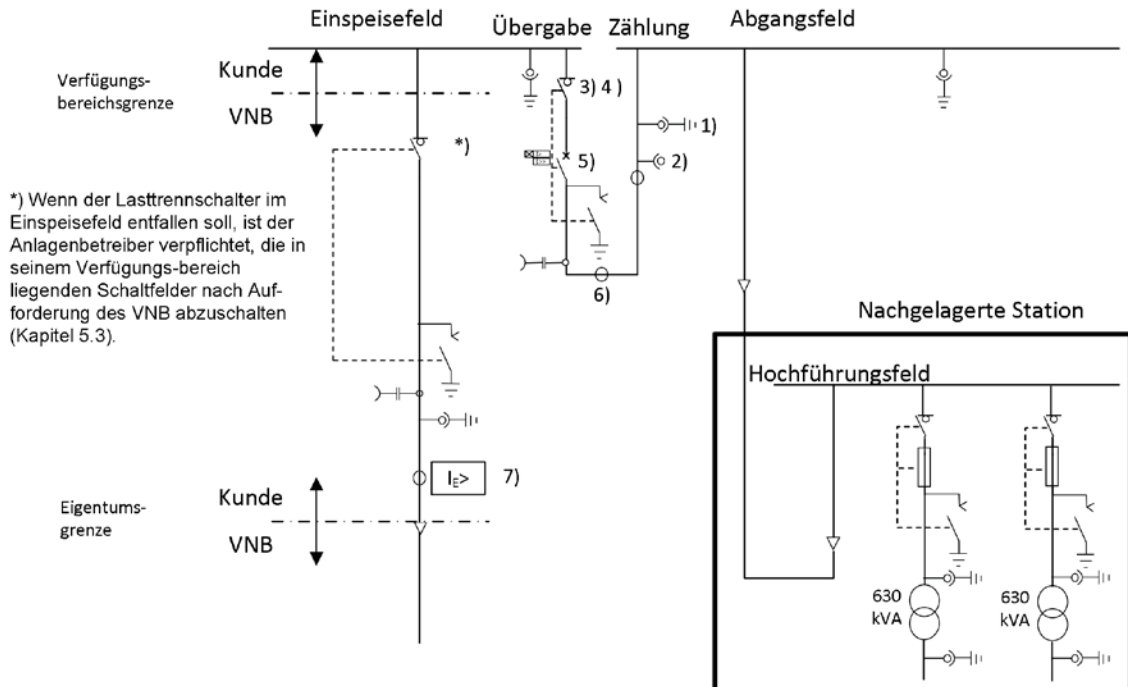 Einspeisefeld
Übergabe
Zählung
Abgangsfeld
Verfügungs-
bereichsgrenze
Kunde
VNB
*)
3) 4)
5)
1)
2)
6)
*) Wenn der Lasttrennschalter im
Einspeisefeld entfallen soll, ist der
Anlagenbetreiber verpflichtet, die in
seinem Verfügungs-bereich
liegenden Schaltfelder nach Auf-
forderung des VNB abzuschalten
(Kapitel 5.3).
Nachgelagerte Station
Hochführungsfeld
IE>
7)
Eigentums-
grenze
Kunde
VNB
630
kVA
630
kVA